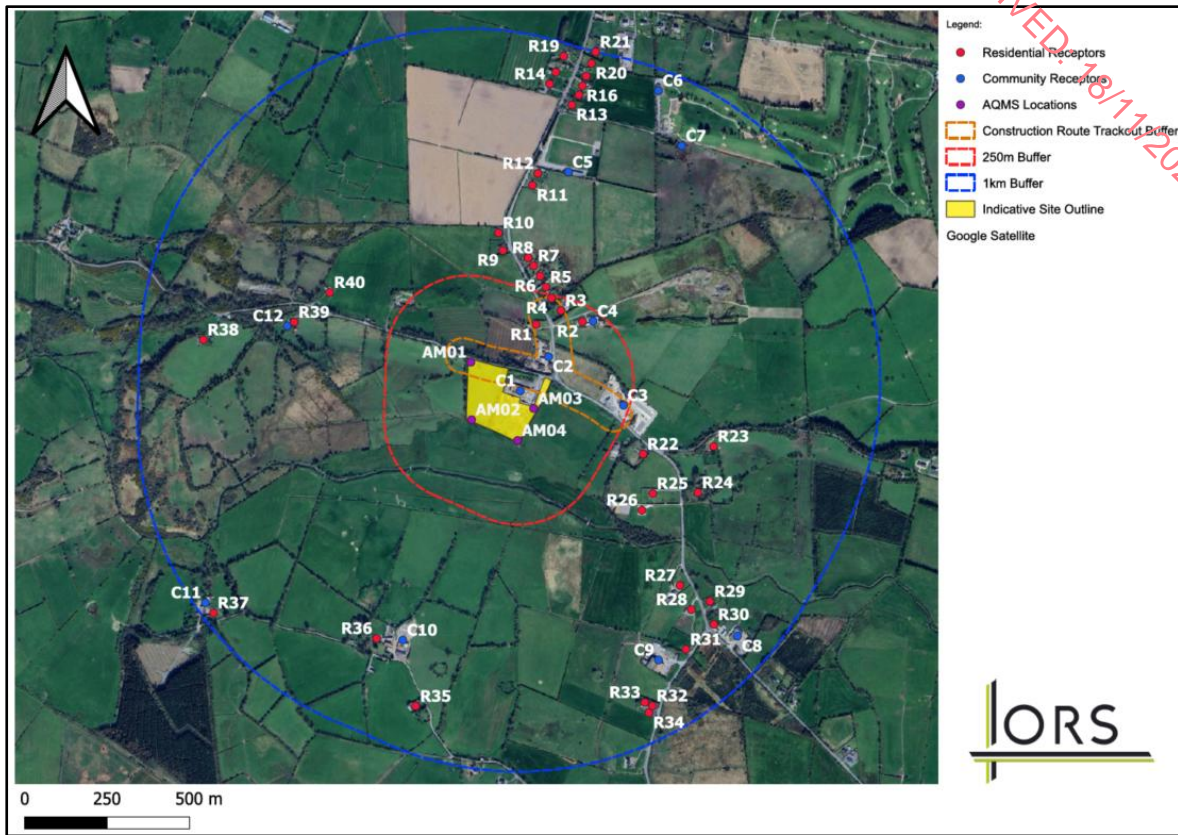 R19
R21
R14
R20
R16
C6
R13
C7
R12
C5
R11
R10
R8
R7
R9
R5
R6
R3
R40
R4
C4
R39
R1
R2
C12
R38
C2
AM01
C1
AM03
C3
AM02
AM04
R22
R23
R25
R24
R26
R27
R29
R28
C11
R37
R30
R36
C10
R31
C8
C9
R35
R33
R32
R34
0 250 500 m
Legend:
Residential Receptors
Community Receptors
AQMS Locations
Construction Route Trackout Buffer
250m Buffer
1km Buffer
Indicative Site Outline
Google Satellite
ORS